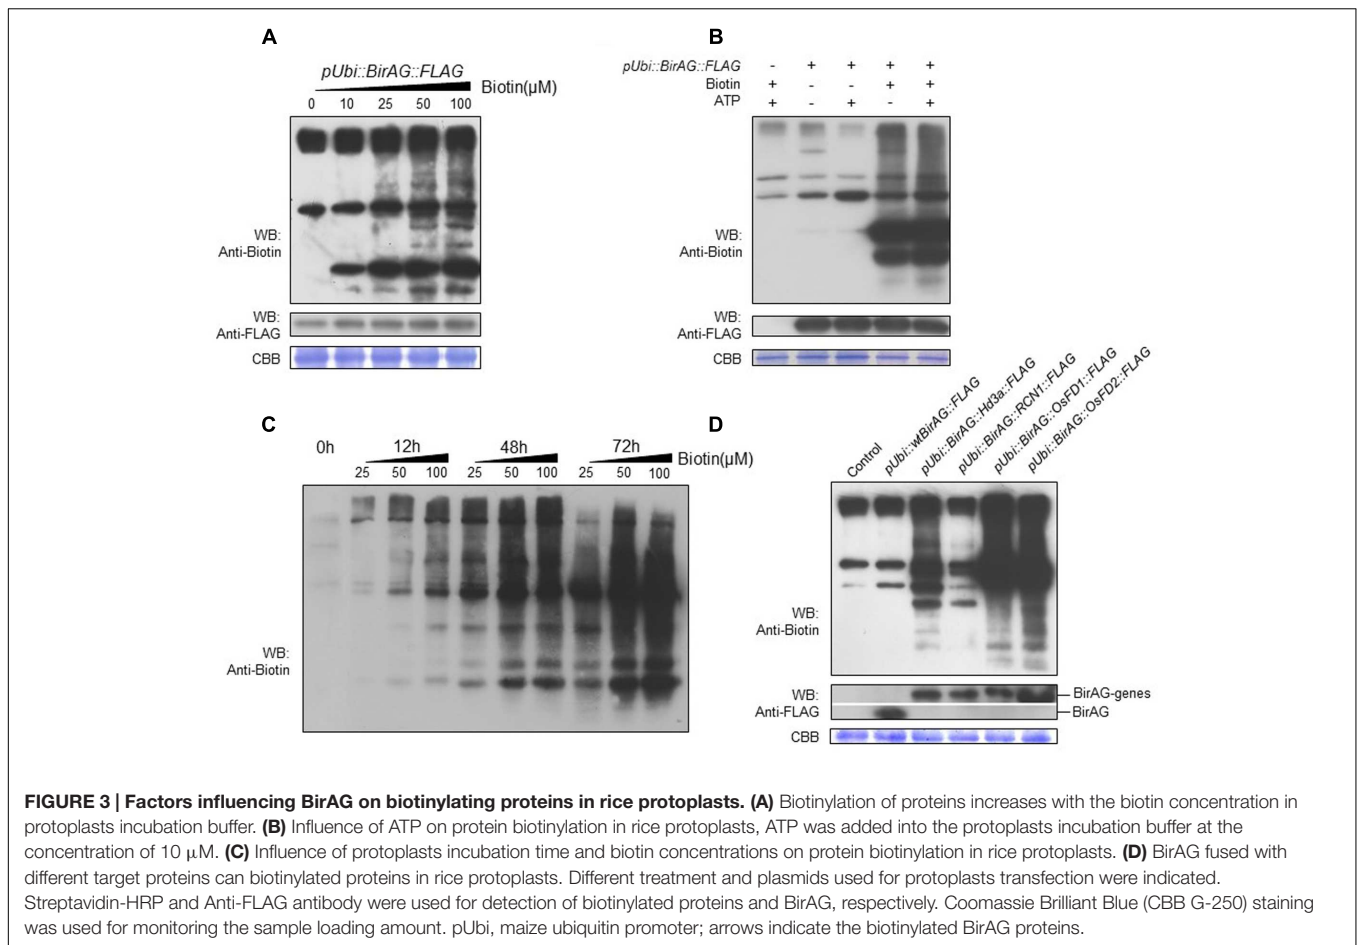 A
pUbi::BirAG::FLAG
Biotin(μM)
0 10 25 50 100
WB:
Anti-Biotin
WB:
Anti-FLAG
CBB
B
pUbi::BirAG::FLAG - + + + +
Biotin + - - + +
ATP + - + - +
WB:
Anti-Biotin
WB:
Anti-FLAG
CBB
C
0h 12h 48h 72h
Biotin(μM)
25 50 100 25 50 100 25 50 100
WB:
Anti-Biotin
D
Control
pUbi::wtBirAG::FLAG
pUbi::BirAG::Hd3a::FLAG
pUbi::BirAG::RCN1::FLAG
pUbi::BirAG::OsFD1::FLAG
pUbi::BirAG::OsFD2::FLAG
WB:
Anti-Biotin
WB:
Anti-FLAG
BirAG-genes
BirAG
CBB
FIGURE 3 | Factors influencing BirAG on biotinylating proteins in rice protoplasts. (A) Biotinylation of proteins increases with the biotin concentration in
protoplasts incubation buffer. (B) Influence of ATP on protein biotinylation in rice protoplasts, ATP was added into the protoplasts incubation buffer at the
concentration of 10 μM. (C) Influence of protoplasts incubation time and biotin concentrations on protein biotinylation in rice protoplasts. (D) BirAG fused with
different target proteins can biotinylated proteins in rice protoplasts. Different treatment and plasmids used for protoplasts transfection were indicated.
Streptavidin-HRP and Anti-FLAG antibody were used for detection of biotinylated proteins and BirAG, respectively. Coomassie Brilliant Blue (CBB G-250) staining
was used for monitoring the sample loading amount. pUbi, maize ubiquitin promoter; arrows indicate the biotinylated BirAG proteins.